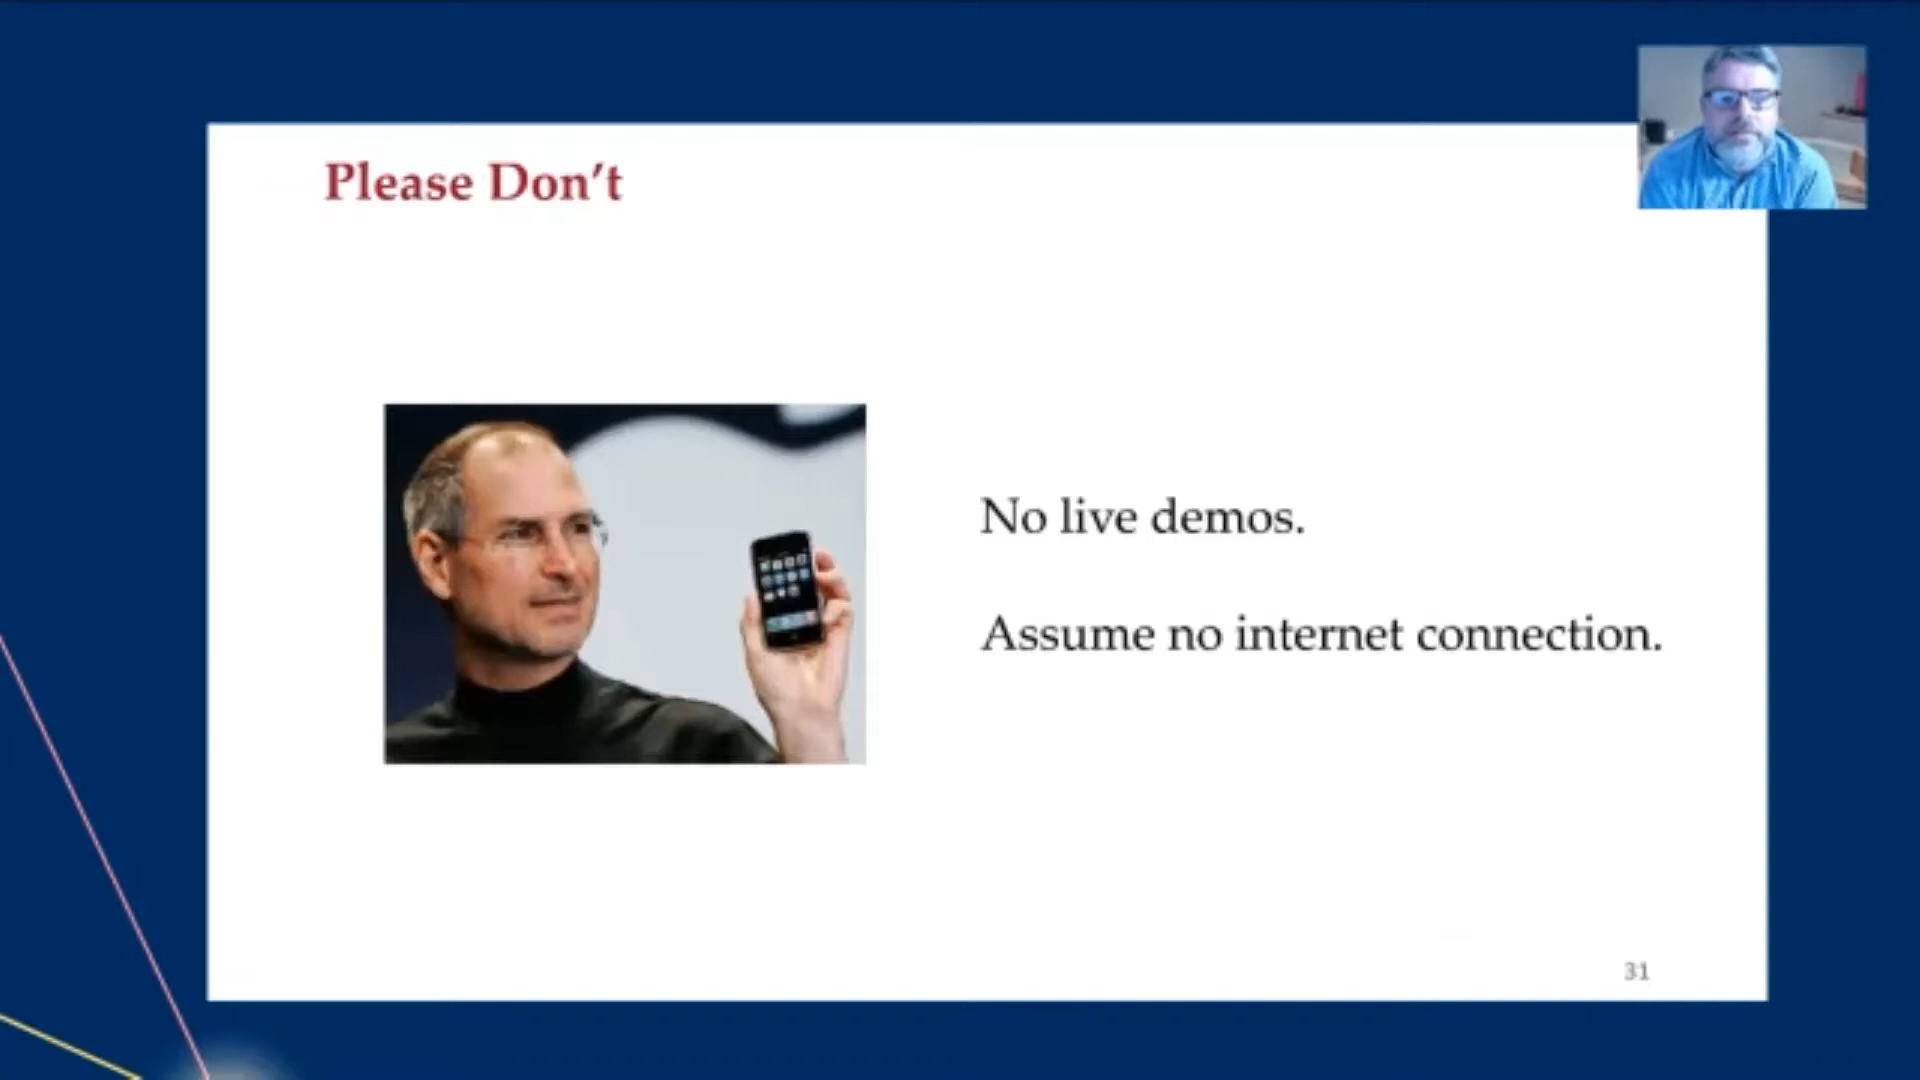 Please Don’t
No live demos.
Assume no internet connection.
31